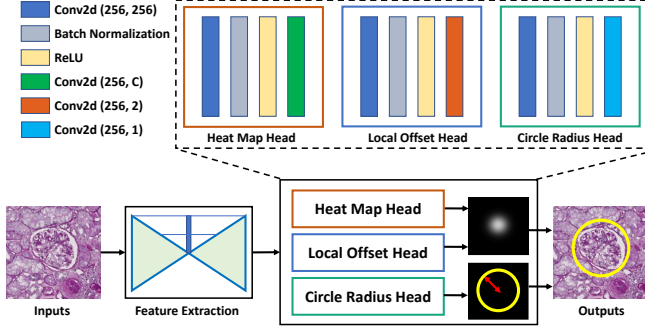 Conv2d (256, 256)
Batch Normalization
ReLU
Conv2d (256, C)
Conv2d (256, 2)
Conv2d (256, 1)
Heat Map Head
Local Offset Head
Circle Radius Head
Heat Map Head
Local Offset Head
Circle Radius Head
Inputs
Feature Extraction
Outputs